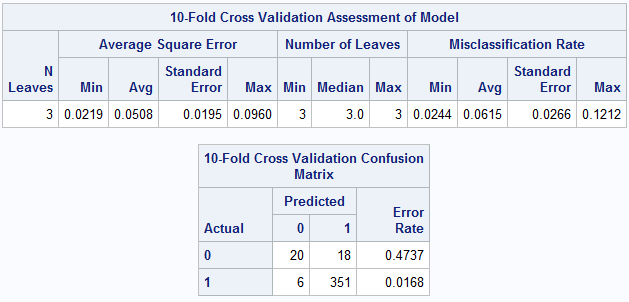 10-Fold Cross Validation Assessment of Model
N Leaves Average Square Error Number of Leaves Misclassification Rate
Min Avg Standard Error Max Min Median Max Min Avg Standard Error Max
3 0.0219 0.0508 0.0195 0.0960 3 3.0 3 0.0244 0.0615 0.0266 0.1212
10-Fold Cross Validation Confusion
Matrix
Actual Predicted Error Rate
0 1
0 20 18 0.4737
1 6 351 0.0168